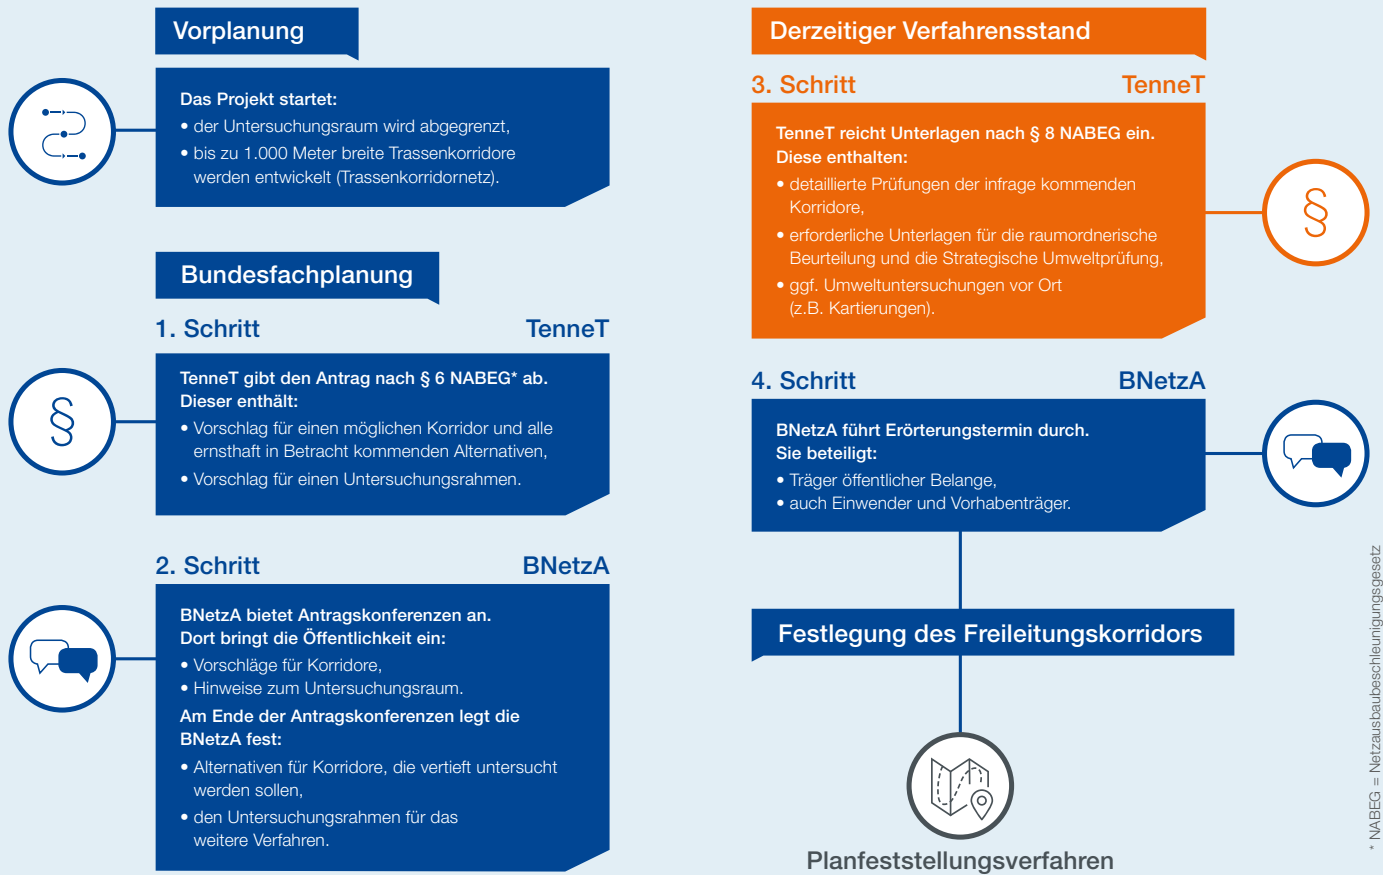 Vorplanung
Das Projekt startet:
• der Untersuchungsraum wird abgegrenzt,
• bis zu 1.000 Meter breite Trassenkorridore
werden entwickelt (Trassenkorridornetz).
Bundesfachplanung
1. Schritt TenneT
TenneT gibt den Antrag nach § 6 NABEG* ab.
Dieser enthält:
• Vorschlag für einen möglichen Korridor und alle
ernsthaft in Betracht kommenden Alternativen,
• Vorschlag für einen Untersuchungsrahmen.
§
2. Schritt BNetzA
BNetzA bietet Antragskonferenzen an.
Dort bringt die Öffentlichkeit ein:
• Vorschläge für Korridore,
• Hinweise zum Untersuchungsraum.
Am Ende der Antragskonferenzen legt die
BNetzA fest:
• Alternativen für Korridore, die vertieft untersucht
werden sollen,
• den Untersuchungsrahmen für das
weitere Verfahren.
Derzeitiger Verfahrensstand
3. Schritt TenneT
TenneT reicht Unterlagen nach § 8 NABEG ein.
Diese enthalten:
• detaillierte Prüfungen der infrage kommenden
Korridore,
• erforderliche Unterlagen für die raumordnerische
Beurteilung und die Strategische Umweltprüfung,
• ggf. Umweltuntersuchungen vor Ort
(z.B. Kartierungen).
§
4. Schritt BNetzA
BNetzA führt Erörterungstermin durch.
Sie beteiligt:
• Träger öffentlicher Belange,
• auch Einwender und Vorhabenträger.
Festlegung des Freileitungskorridors
Planfeststellungsverfahren
* NABEG = Netzausbaubeschleunigungsgesetz